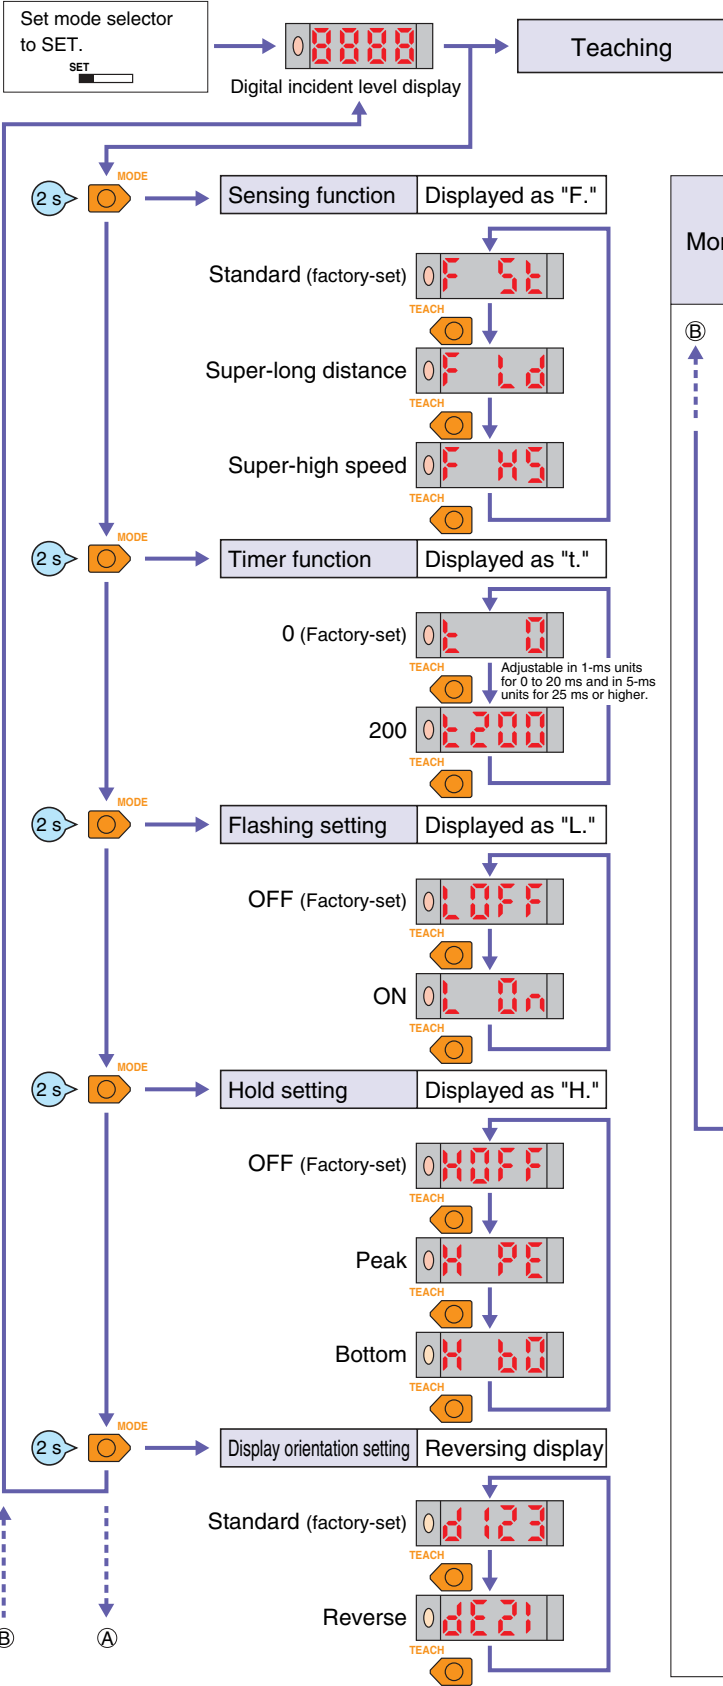 Set mode selector
to SET.
SET
8888
Digital incident level display
Teaching
MODE
2 s
Sensing function
Displayed as "F."
Standard (factory-set)
F St
TEACH
Super-long distance
F Ld
TEACH
Super-high speed
F HS
TEACH
MODE
2 s
Timer function
Displayed as "t."
0 (Factory-set)
t 0
TEACH
Adjustable in 1-ms units
for 0 to 20 ms and in 5-ms
units for 25 ms or higher.
200
t200
TEACH
MODE
2 s
Flashing setting
Displayed as "L."
OFF (Factory-set)
LOFF
TEACH
ON
L On
TEACH
MODE
2 s
Hold setting
Displayed as "H."
OFF (Factory-set)
HOFF
TEACH
Peak
H PE
TEACH
Bottom
H b0
TEACH
MODE
2 s
Display orientation setting
Reversing display
Standard (factory-set)
d 123
TEACH
Reverse
dE21
TEACH
B
A
Mor
B